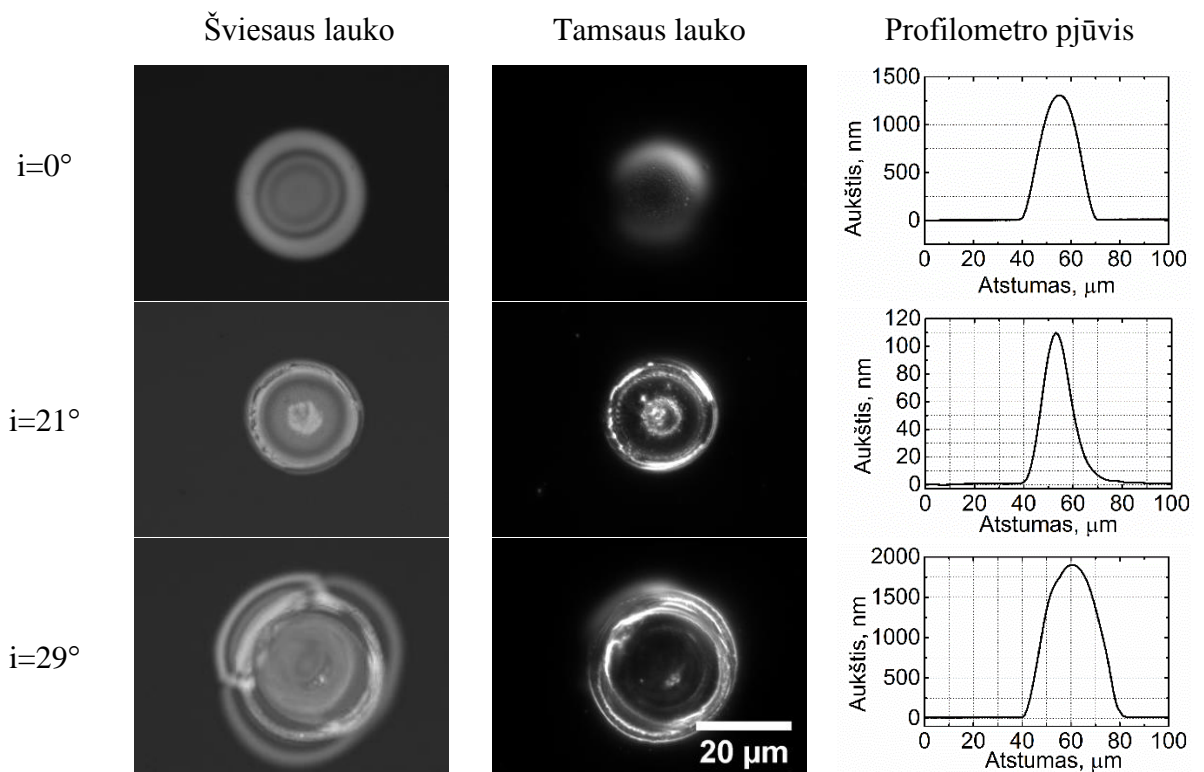 Šviesaus lauko
Tamsaus lauko
Profilometro pjūvis
i=0°
1500
1000
500
0
Aukštis, nm
0 20 40 60 80 100
Atstumas, μm
i=21°
120
100
80
60
40
20
0
Aukštis, nm
0 20 40 60 80 100
Atstumas, μm
i=29°
20 μm
2000
1500
1000
500
0
Aukštis, nm
0 20 40 60 80 100
Atstumas, μm